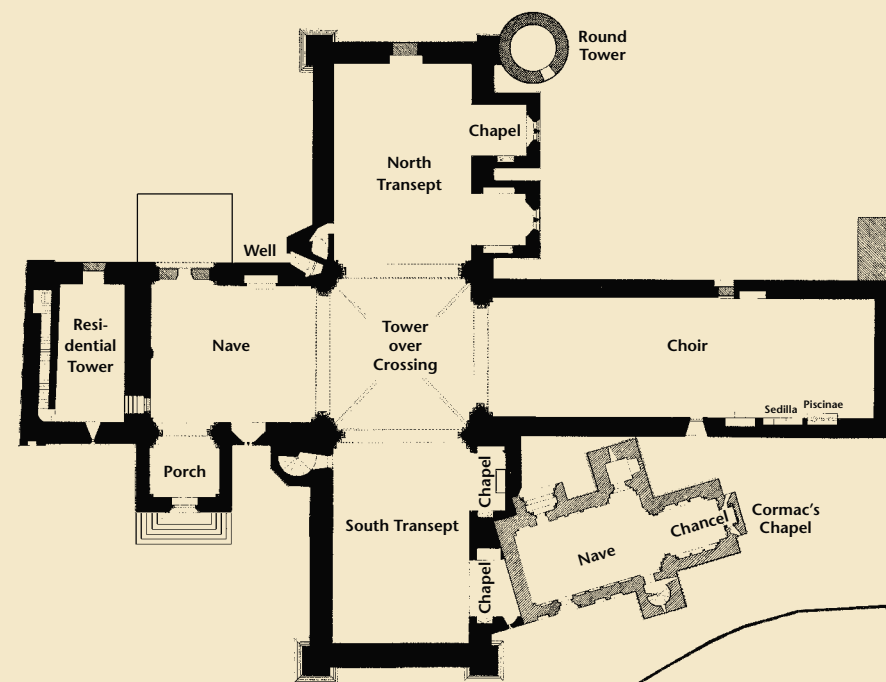 Round
Tower
Chapel
North
Transept
Well
Resi-
dential
Tower
Nave
Tower
over
Crossing
Choir
Sedilla
Piscinae
Porch
Chapel
South Transept
Chapel
Nave
Chancel
Cormac's
Chapel